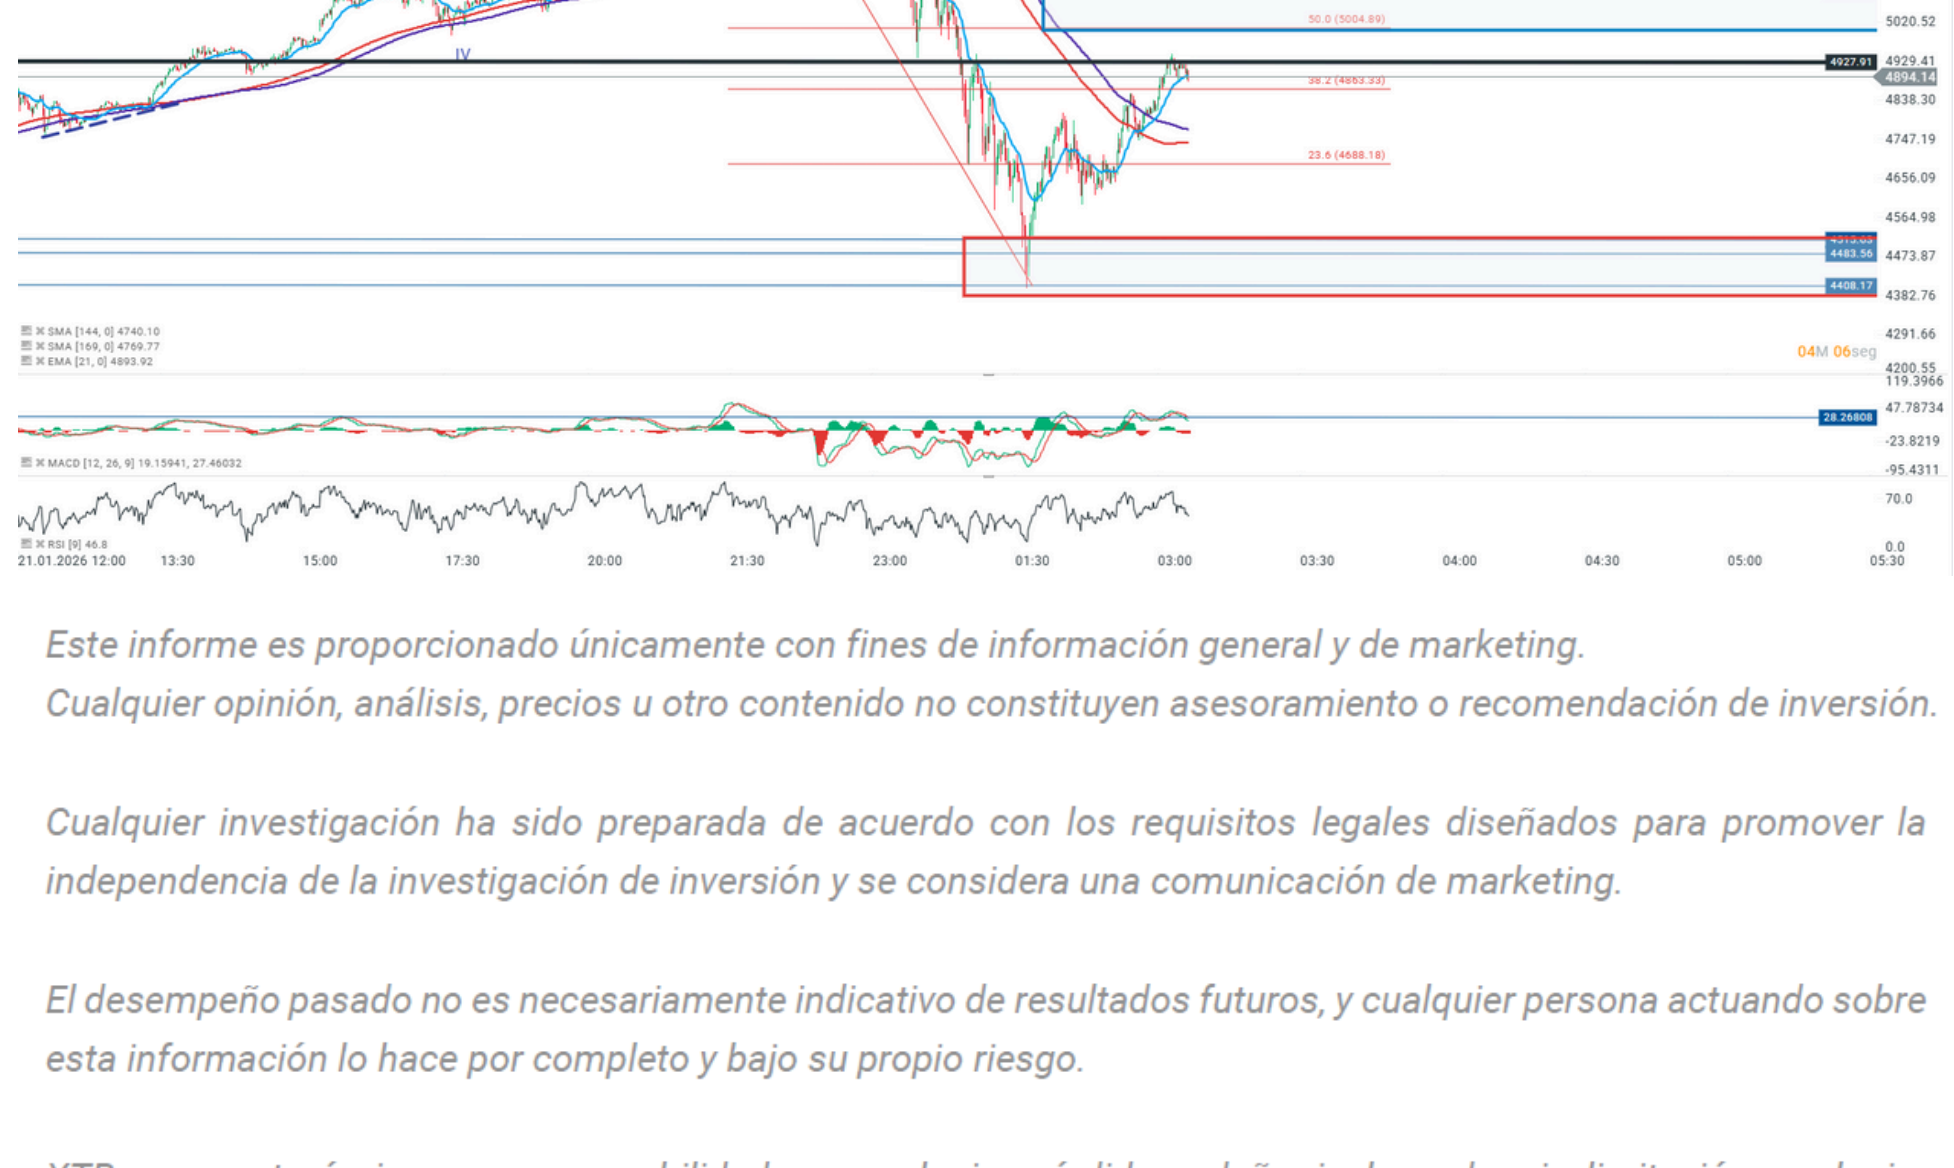 50.0 (5004.89)
5020.52
IV
4927.91
4929.41
4894.14
38.2 (4863.33)
4838.30
4747.19
23.6 (4688.18)
4656.09
4564.98
4483.56
4473.87
4408.17
4382.76
SMA [144, 0] 4740.10
4291.66
SMA [169, 0] 4769.77
04M 06seg
EMA [21, 0] 4893.92
4200.55
119.3966
47.78734
28.26808
-23.8219
MACD [12, 26, 9] 19.15941, 27.46032
-95.4311
70.0
RSI [9] 46.8
0.0
21.01.2026 12:00 13:30 15:00 17:30 20:00 21:30 23:00 01:30 03:00 03:30 04:00 04:30 05:00 05:30
Este informe es proporcionado únicamente con fines de información general y de marketing.
Cualquier opinión, análisis, precios u otro contenido no constituyen asesoramiento o recomendación de inversión.
Cualquier investigación ha sido preparada de acuerdo con los requisitos legales diseñados para promover la
independencia de la investigación de inversión y se considera una comunicación de marketing.
El desempeño pasado no es necesariamente indicativo de resultados futuros, y cualquier persona actuando sobre
esta información lo hace por completo y bajo su propio riesgo.